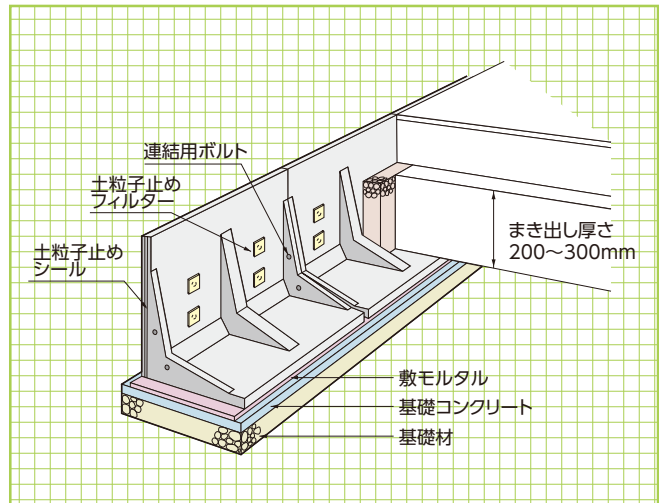 連結用ボルト
土粒子止め
フィルター
土粒子止め
シール
まき出し厚さ
200〜300mm
敷モルタル
基礎コンクリート
基礎材